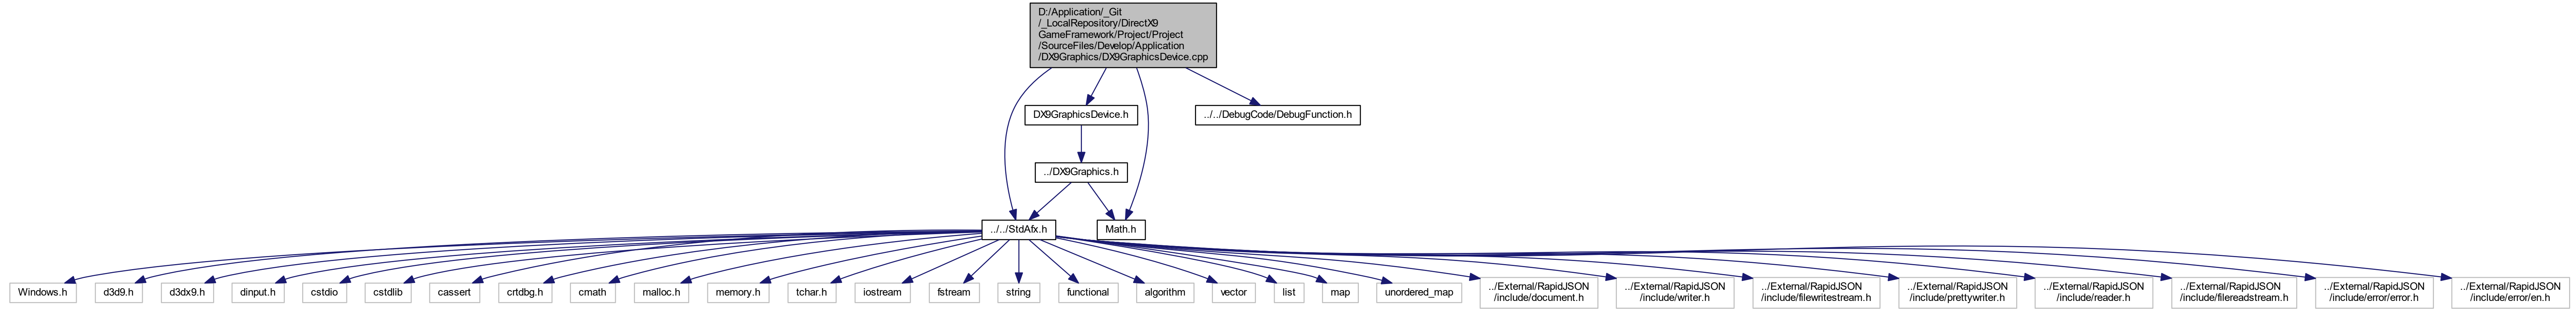 D:/Application/_Git
/_LocalRepository/DirectX9
GameFramework/Project/Project
/SourceFiles/Develop/Application
/DX9Graphics/DX9GraphicsDevice.cpp
DX9GraphicsDevice.h
../../DebugCode/DebugFunction.h
../DX9Graphics.h
../../StdAfx.h
Math.h
Windows.h
d3d9.h
d3dx9.h
dinput.h
cstdio
cstdlib
cassert
crtdbg.h
cmath
malloc.h
memory.h
tchar.h
iostream
fstream
string
functional
algorithm
vector
list
map
unordered_map
../External/RapidJSON
/include/document.h
../External/RapidJSON
/include/writer.h
../External/RapidJSON
/include/filewritestream.h
../External/RapidJSON
/include/prettywriter.h
../External/RapidJSON
/include/reader.h
../External/RapidJSON
/include/filereadstream.h
../External/RapidJSON
/include/error/error.h
../External/RapidJSON
/include/error/en.h